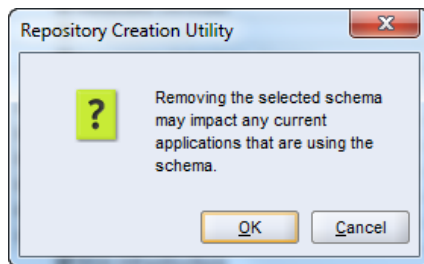 Repository Creation Utility
Removing the selected schema
may impact any current
applications that are using the
schema.
OK
Cancel